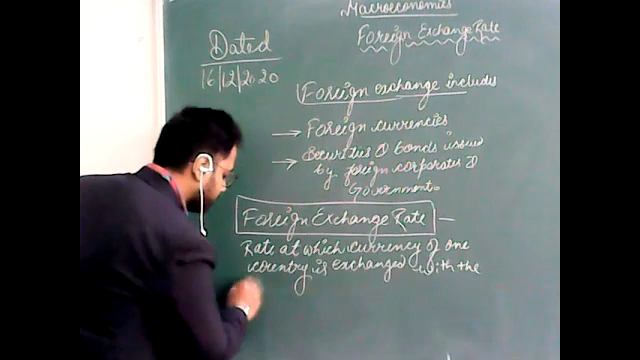 Macroeconomics
Foreign Exchange Rate
Dated
16/12/2020
Foreign exchange includes
→ Foreign currencies
→ Securities & bonds issued
by foreign corporates &
Governments
Foreign Exchange Rate —
Rate at which currency of one
country is exchanged with the